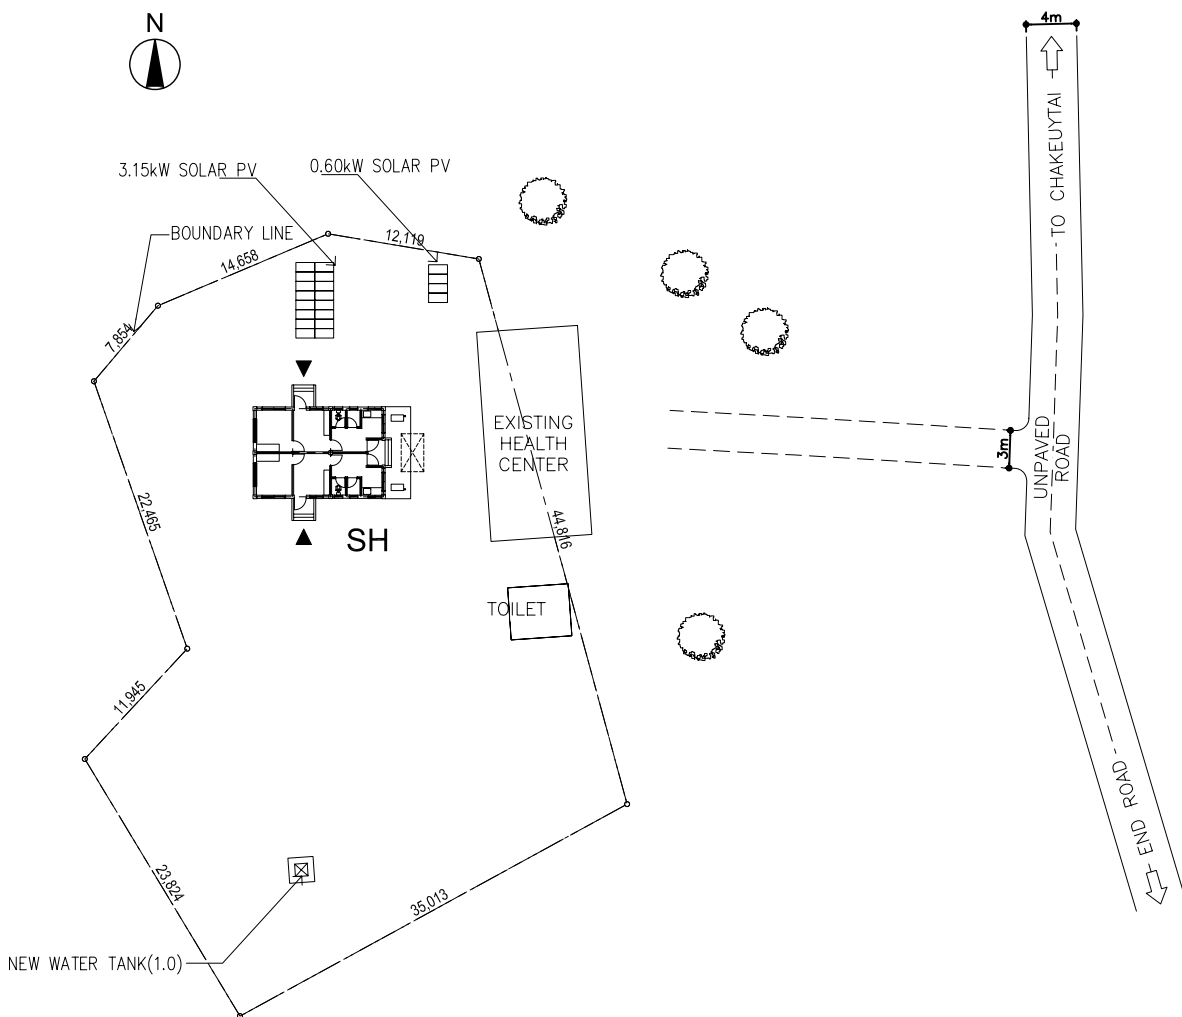 4m
N
TO CHAKEUYTAI
3.15kW SOLAR PV
0.60kW SOLAR PV
BOUNDARY LINE
12,119
14,658
7,854
EXISTING
HEALTH
CENTER
3m
UNPAVED
ROAD
22,465
SH
44,816
TOILET
11,945
END ROAD
23,824
35,013
NEW WATER TANK(1.0)